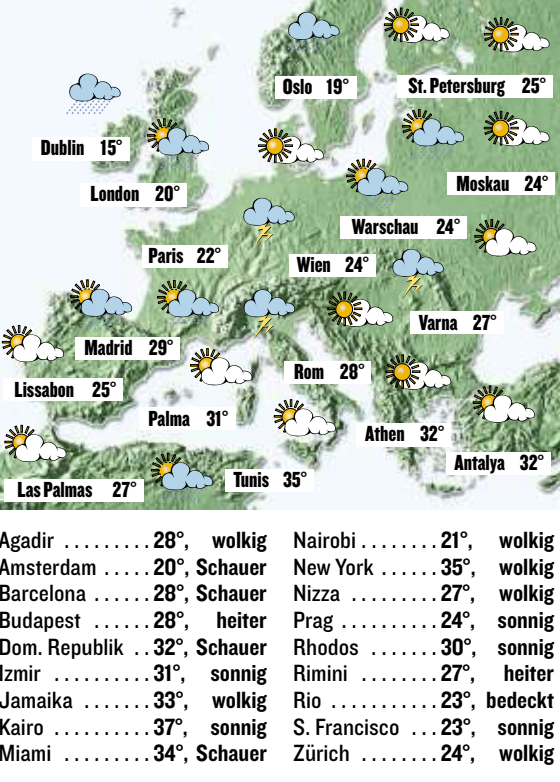 Oslo 19°
St. Petersburg 25°
Dublin 15°
London 20°
Moskau 24°
Warschau 24°
Paris 22°
Wien 24°
Varna 27°
Madrid 29°
Rom 28°
Lissabon 25°
Palma 31°
Athen 32°
Antalya 32°
Las Palmas 27°
Tunis 35°
Agadir ......... 28°, wolkig
Amsterdam ...... 20°, Schauer
Barcelona ...... 28°, Schauer
Budapest ....... 28°, heiter
Dom. Republik .. 32°, Schauer
Izmir .......... 31°, sonnig
Jamaika ........ 33°, wolkig
Kairo .......... 37°, sonnig
Miami ......... 34°, Schauer
Nairobi ........ 21°, wolkig
New York ...... 35°, wolkig
Nizza ......... 27°, wolkig
Prag .......... 24°, sonnig
Rhodos ....... 30°, sonnig
Rimini ........ 27°, heiter
Rio ........... 23°, bedeckt
S. Francisco ... 23°, sonnig
Zürich ........ 24°, wolkig